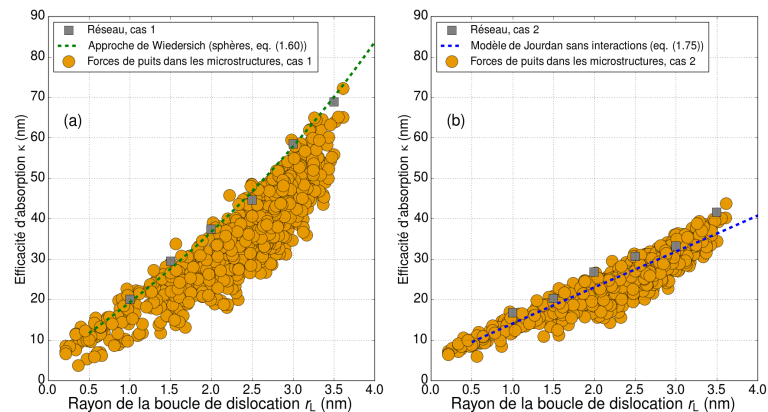 90
80
70
60
50
40
30
20
10
0
Efficacité d'absorption κ (nm)
Réseau, cas 1
Approche de Wiedersich (sphères, eq. (1.60))
Forces de puits dans les microstructures, cas 1
(a)
0.0 0.5 1.0 1.5 2.0 2.5 3.0 3.5 4.0
Rayon de la boucle de dislocation rL (nm)
90
80
70
60
50
40
30
20
10
0
Efficacité d'absorption κ (nm)
Réseau, cas 2
Modèle de Jourdan sans interactions (eq. (1.75))
Forces de puits dans les microstructures, cas 2
(b)
0.0 0.5 1.0 1.5 2.0 2.5 3.0 3.5 4.0
Rayon de la boucle de dislocation rL (nm)